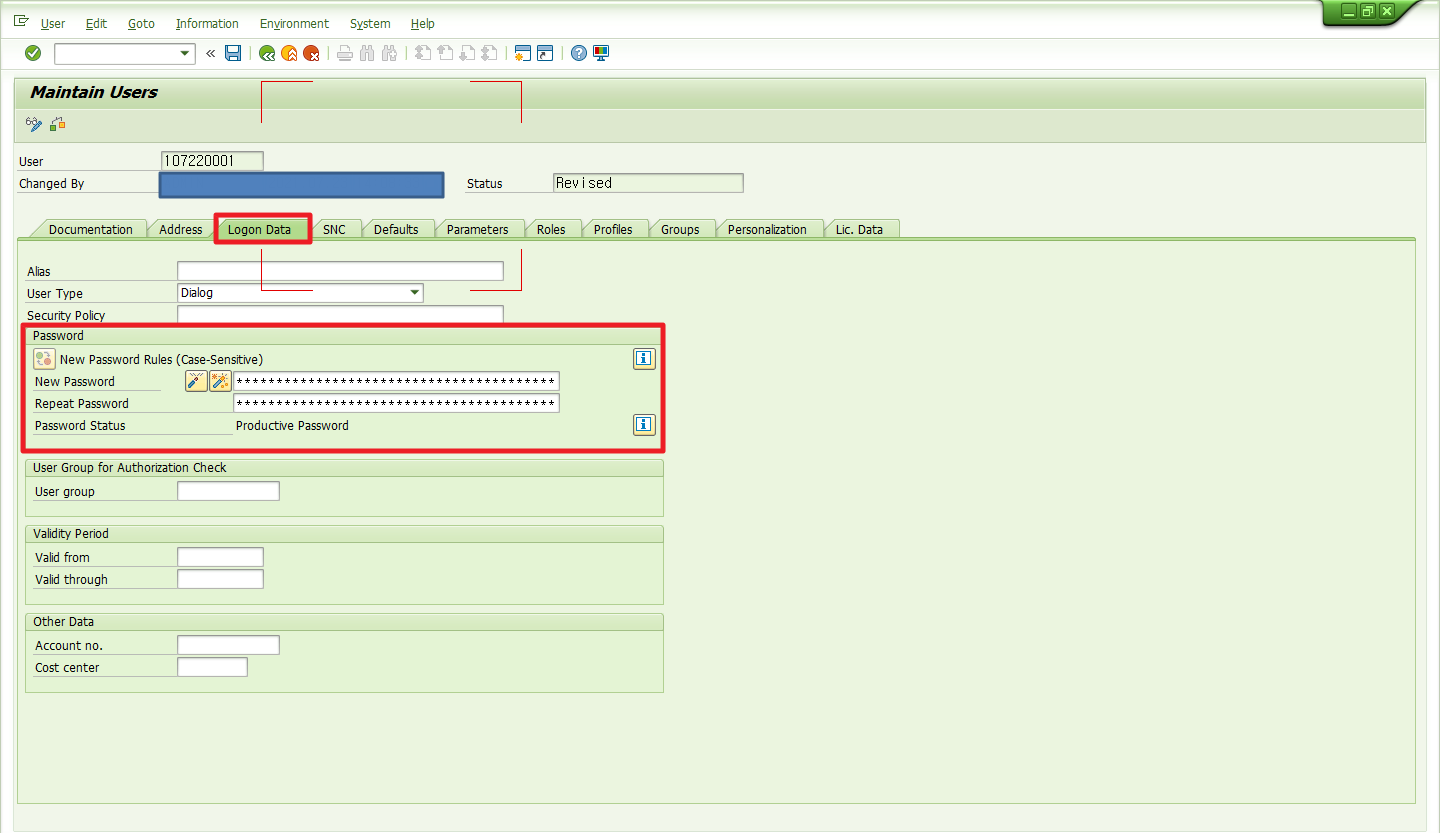 User Edit Goto Information Environment System Help
Maintain Users
User 107220001
Changed By Status Revised
Documentation Address Logon Data SNC Defaults Parameters Roles Profiles Groups Personalization Lic. Data
Alias
User Type Dialog
Security Policy
Password
New Password Rules (Case-Sensitive)
New Password ****************************************
Repeat Password ****************************************
Password Status Productive Password
User Group for Authorization Check
User group
Validity Period
Valid from
Valid through
Other Data
Account no.
Cost center